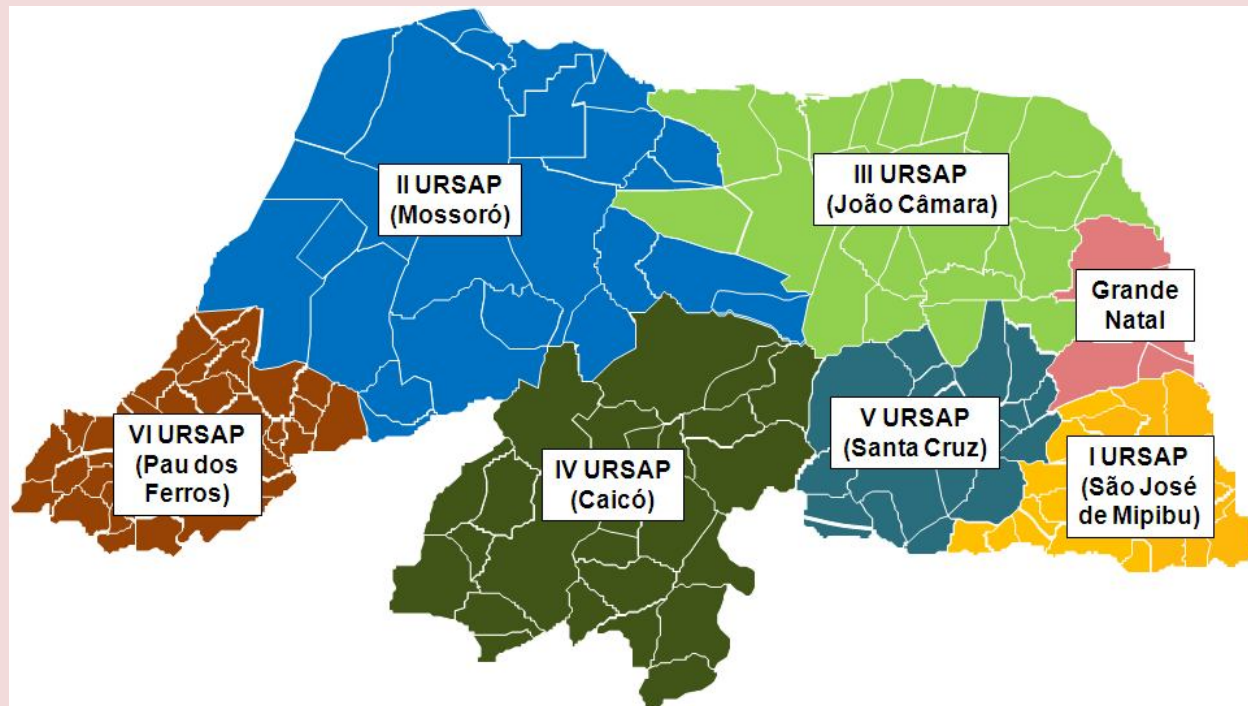 II URSAP
(Mossoró)
III URSAP
(João Câmara)
Grande
Natal
VI URSAP
(Pau dos
Ferros)
IV URSAP
(Caicó)
V URSAP
(Santa Cruz)
I URSAP
(São José
de Mipibu)